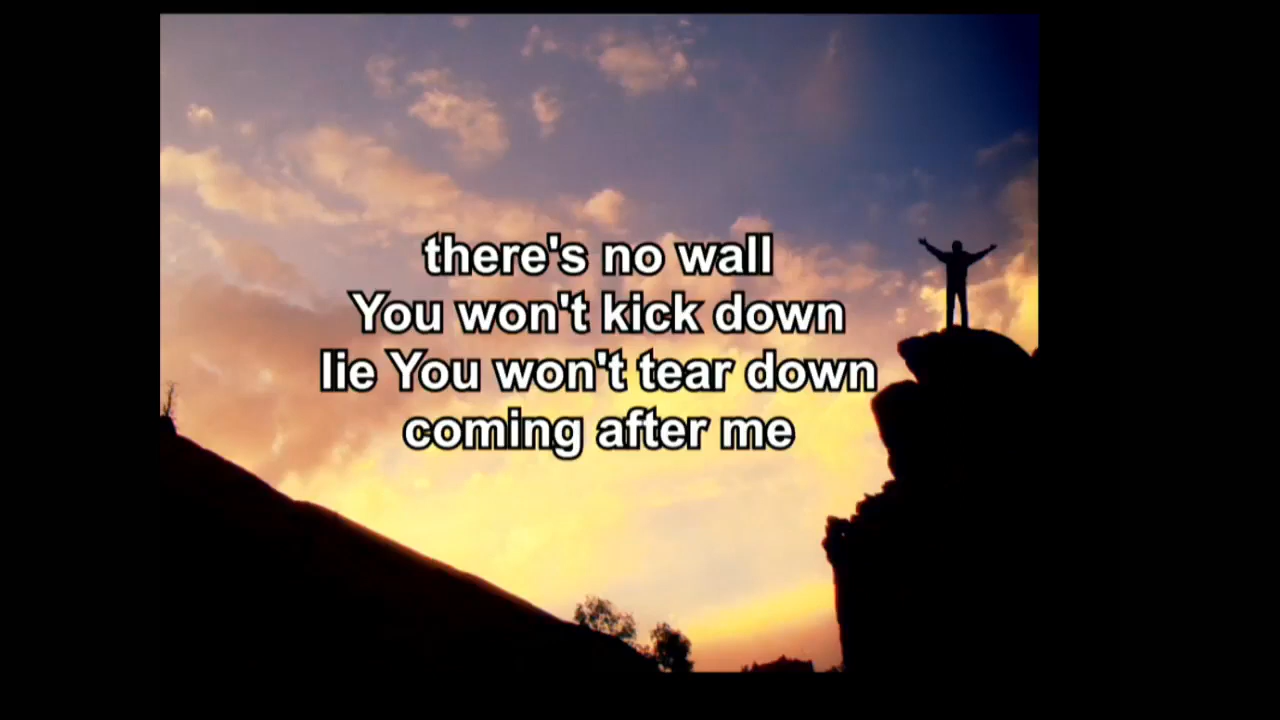 there's no wall
You won't kick down
lie You won't tear down
coming after me